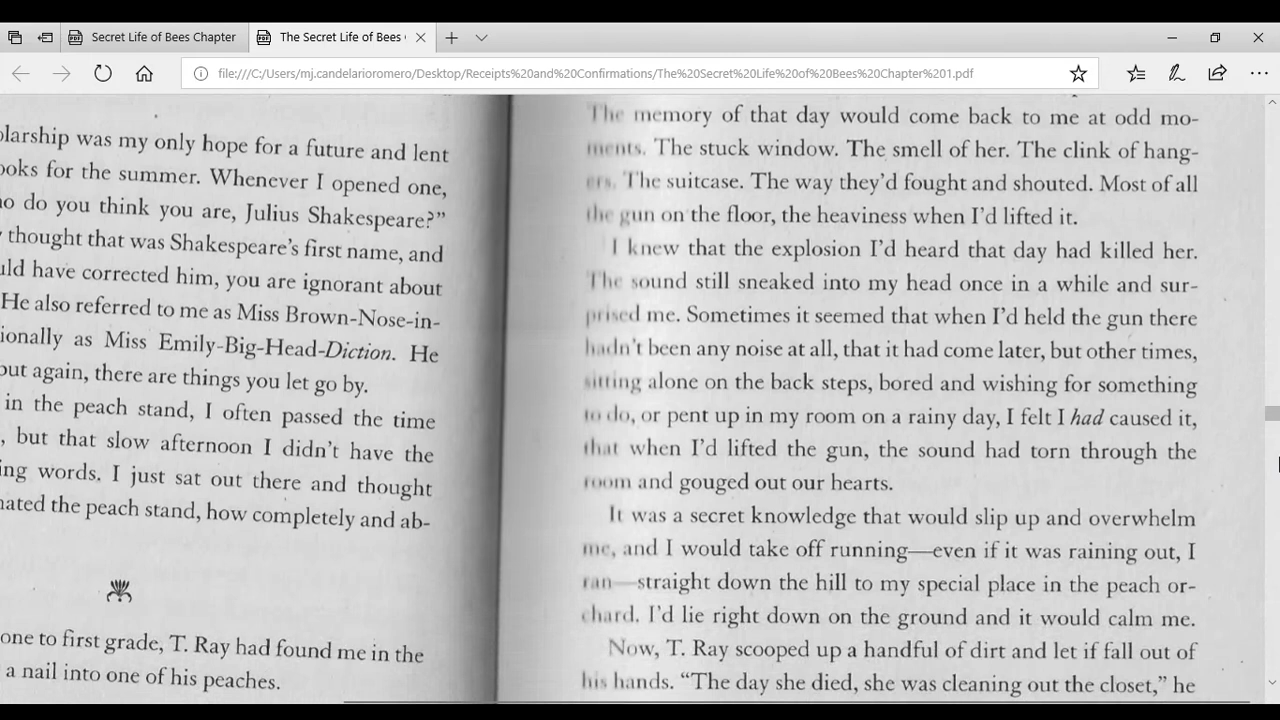 Secret Life of Bees Chapter
The Secret Life of Bees
file:///C:/Users/mj.candelarioromero/Desktop/Receipts%20and%20Confirmations/The%20Secret%20Life%20of%20Bees%20Chapter%201.pdf
olarship was my only hope for a future and lent
ooks for the summer. Whenever I opened one,
o do you think you are, Julius Shakespeare?”
thought that was Shakespeare’s first name, and
uld have corrected him, you are ignorant about
He also referred to me as Miss Brown-Nose-in-
ionally as Miss Emily-Big-Head-Diction. He
out again, there are things you let go by.
in the peach stand, I often passed the time
, but that slow afternoon I didn’t have the
ing words. I just sat out there and thought
hated the peach stand, how completely and ab-
one to first grade, T. Ray had found me in the
a nail into one of his peaches.
The memory of that day would come back to me at odd mo-
ments. The stuck window. The smell of her. The clink of hang-
ers. The suitcase. The way they’d fought and shouted. Most of all
the gun on the floor, the heaviness when I’d lifted it.
I knew that the explosion I’d heard that day had killed her.
The sound still sneaked into my head once in a while and sur-
prised me. Sometimes it seemed that when I’d held the gun there
hadn’t been any noise at all, that it had come later, but other times,
sitting alone on the back steps, bored and wishing for something
to do, or pent up in my room on a rainy day, I felt I had caused it,
that when I’d lifted the gun, the sound had torn through the
room and gouged out our hearts.
It was a secret knowledge that would slip up and overwhelm
me, and I would take off running—even if it was raining out, I
ran—straight down the hill to my special place in the peach or-
chard. I’d lie right down on the ground and it would calm me.
Now, T. Ray scooped up a handful of dirt and let if fall out of
his hands. “The day she died, she was cleaning out the closet,” he